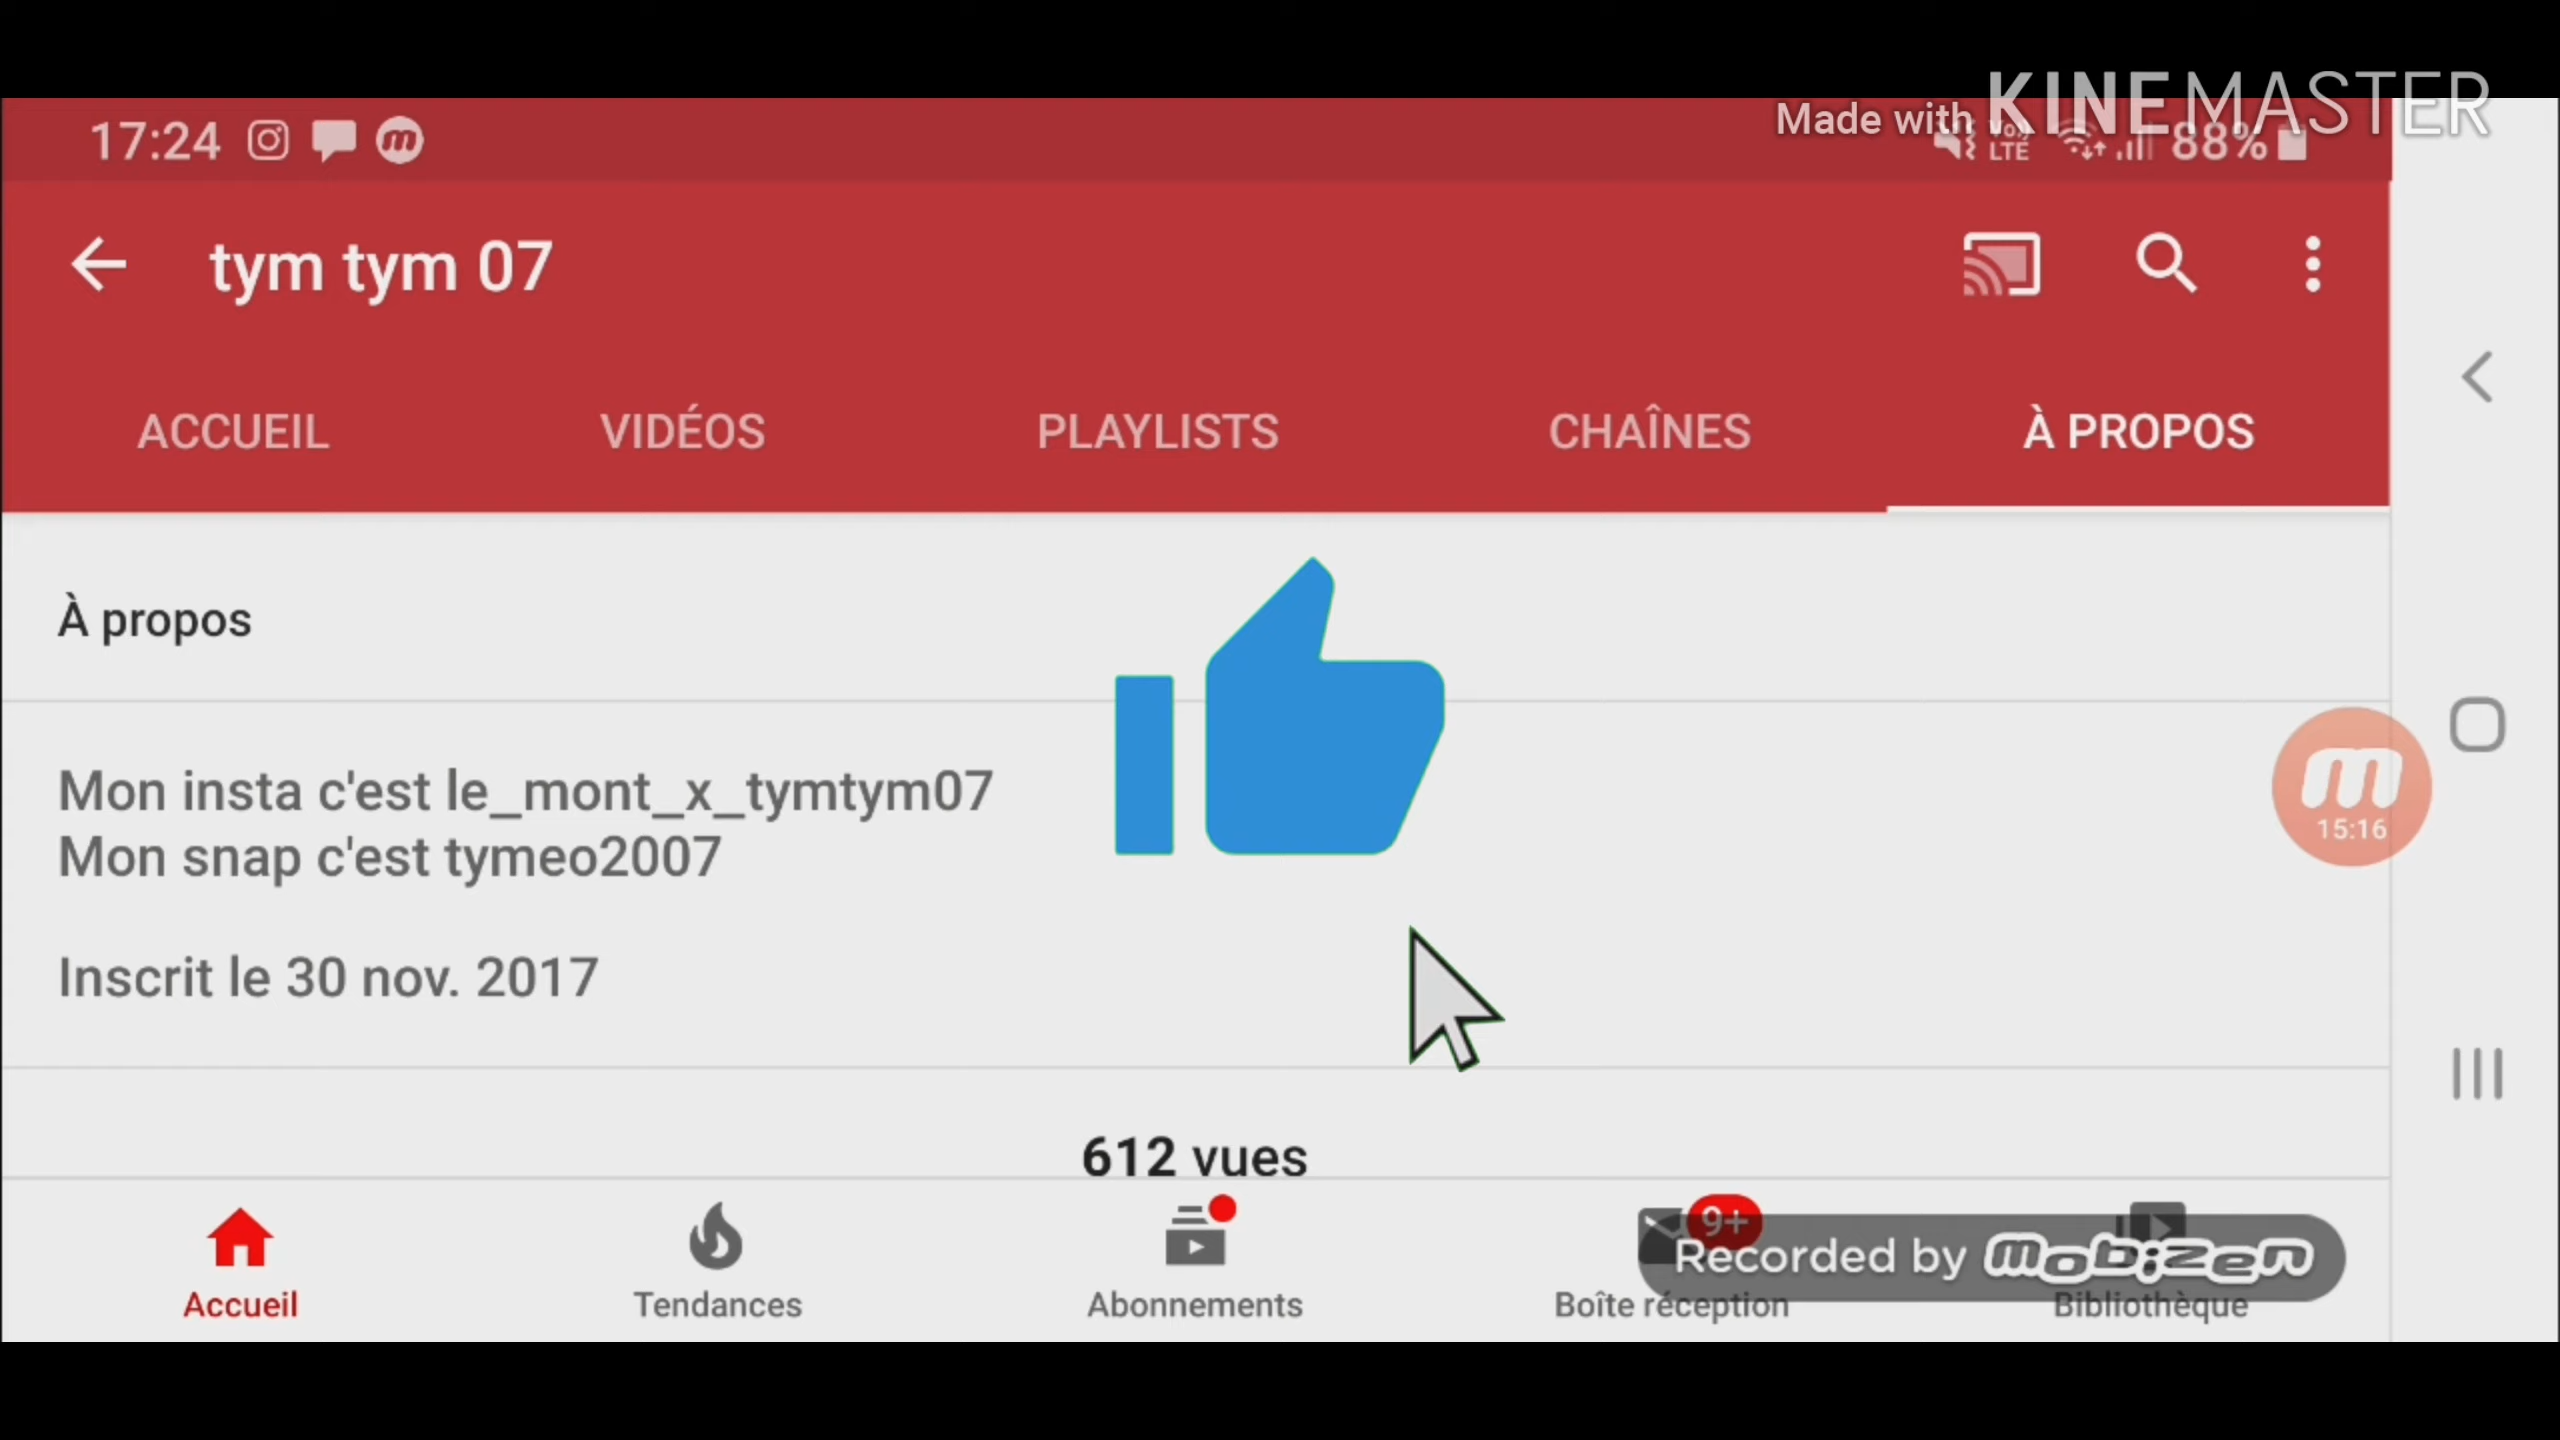 Made with KINEMASTER
17:24
VoLTE 88%
tym tym 07
ACCUEIL VIDÉOS PLAYLISTS CHAÎNES À PROPOS
À propos
Mon insta c'est le_mont_x_tymtym07
Mon snap c'est tymeo2007
15:16
Inscrit le 30 nov. 2017
612 vues
9+
Recorded by mobizen
Accueil Tendances Abonnements Boîte réception Bibliothèque